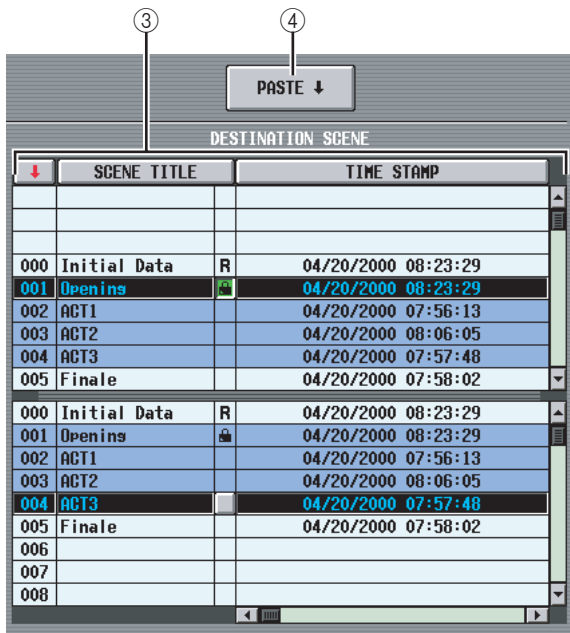 ③ ④
PASTE ↓
DESTINATION SCENE
↓ SCENE TITLE TIME STAMP
000 Initial Data R 04/20/2000 08:23:29
001 Opening 04/20/2000 08:23:29
002 ACT1 04/20/2000 07:56:13
003 ACT2 04/20/2000 08:06:05
004 ACT3 04/20/2000 07:57:48
005 Finale 04/20/2000 07:58:02
000 Initial Data R 04/20/2000 08:23:29
001 Opening 04/20/2000 08:23:29
002 ACT1 04/20/2000 07:56:13
003 ACT2 04/20/2000 08:06:05
004 ACT3 04/20/2000 07:57:48
005 Finale 04/20/2000 07:58:02
006
007
008